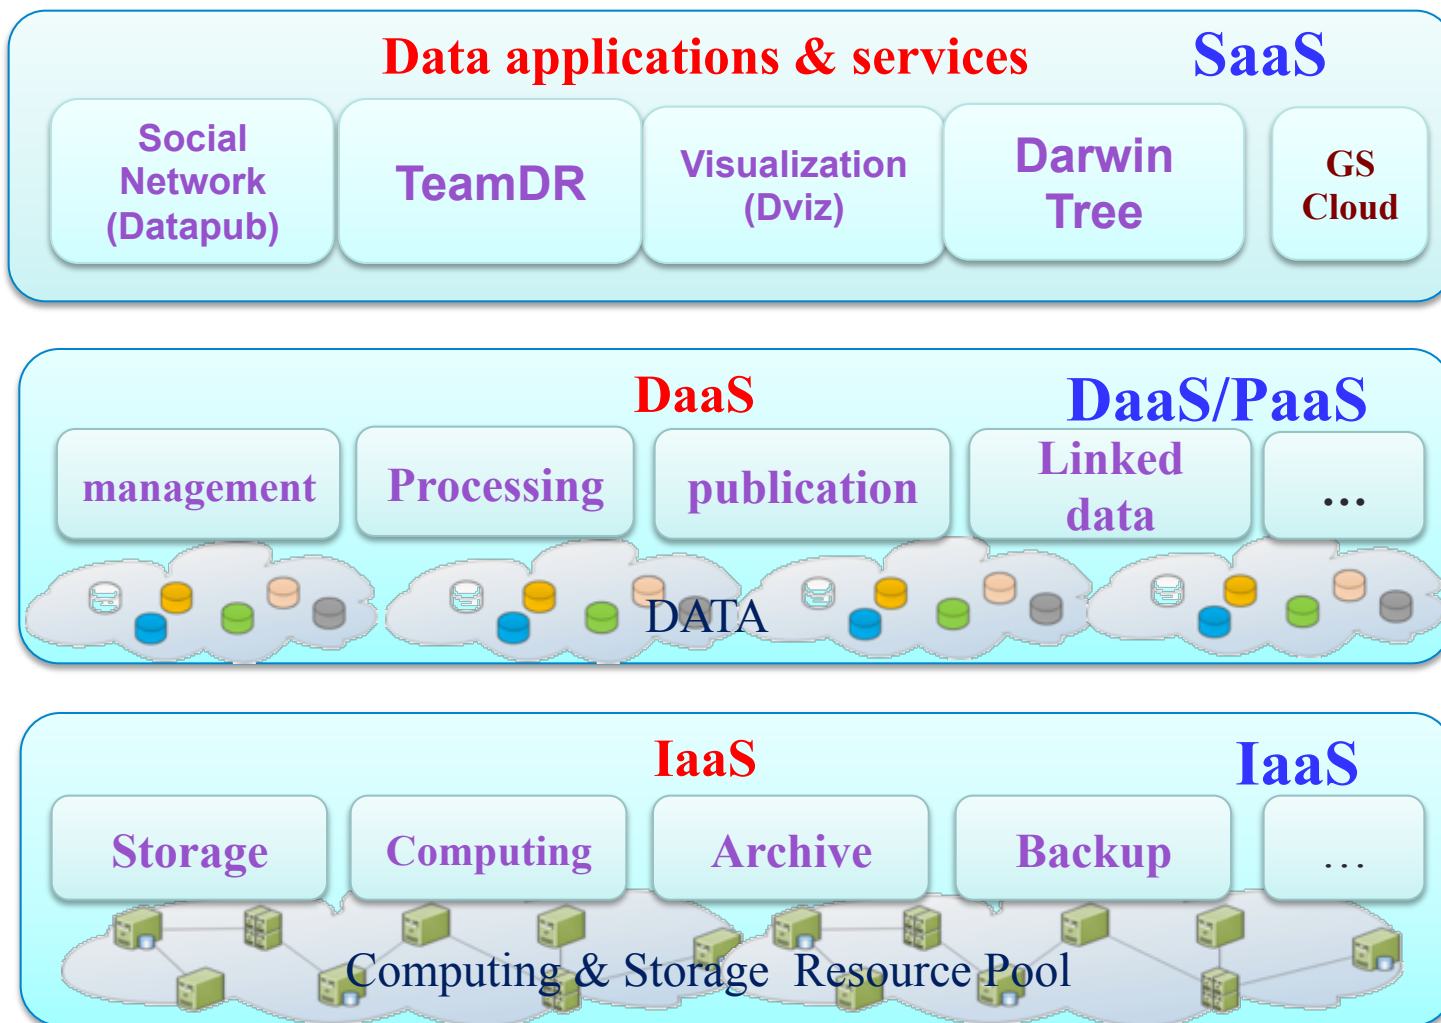 Data applications & services
SaaS
Social
Network
(Datapub)
TeamDR
Visualization
(Dviz)
Darwin
Tree
GS
Cloud
DaaS
DaaS/PaaS
management
Processing
publication
Linked
data
...
DATA
IaaS
IaaS
Storage
Computing
Archive
Backup
...
Computing & Storage Resource Pool